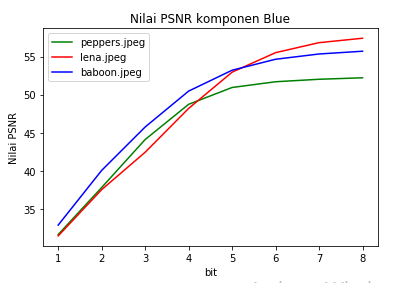 Nilai PSNR komponen Blue
peppers.jpeg
lena.jpeg
baboon.jpeg
Nilai PSNR
55
50
45
40
35
1 2 3 4 5 6 7 8
bit